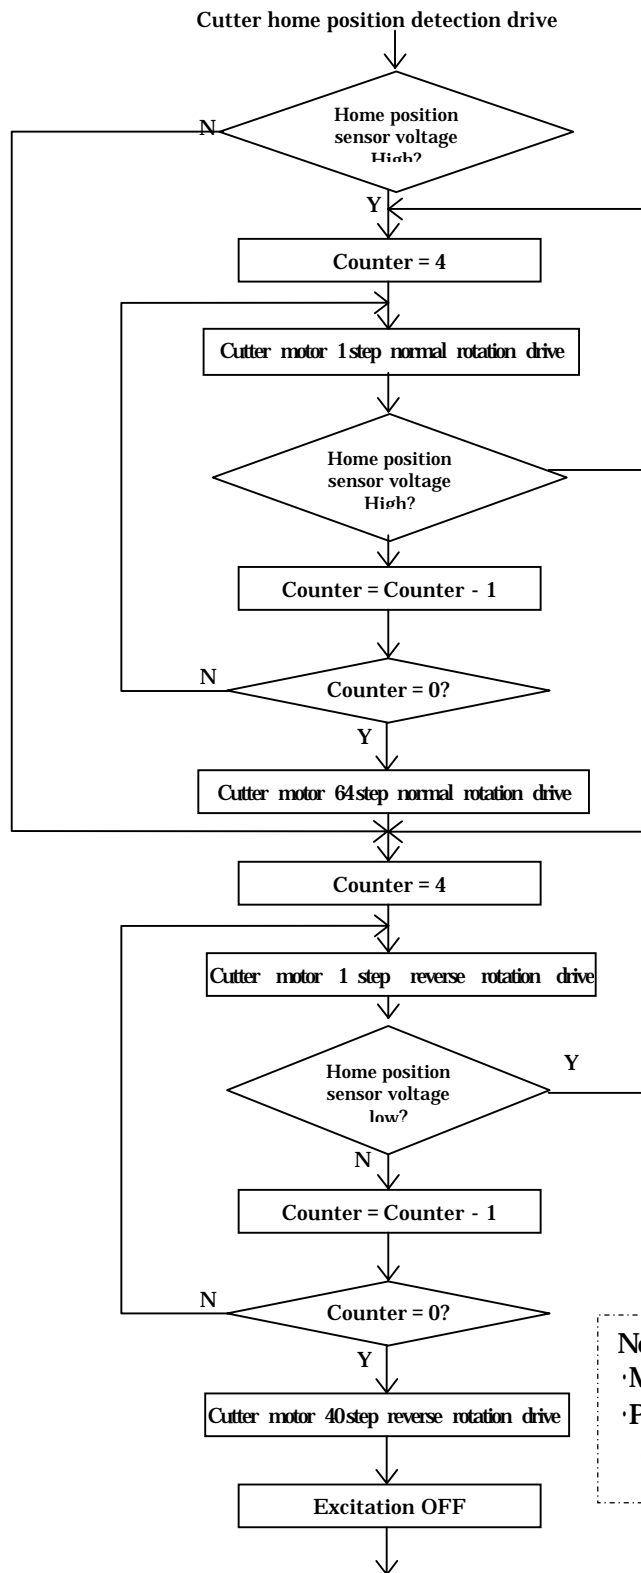 Cutter home position detection drive
Home position
sensor voltage
High?
N
Y
Counter = 4
Cutter motor 1 step normal rotation drive
Home position
sensor voltage
High?
Counter = Counter - 1
N
Counter = 0?
Y
Cutter motor 64 step normal rotation drive
Counter = 4
Cutter motor 1 step reverse rotation drive
Home position
sensor voltage
low?
Y
N
Counter = Counter - 1
N
Counter = 0?
Y
Cutter motor 40 step reverse rotation drive
Excitation OFF